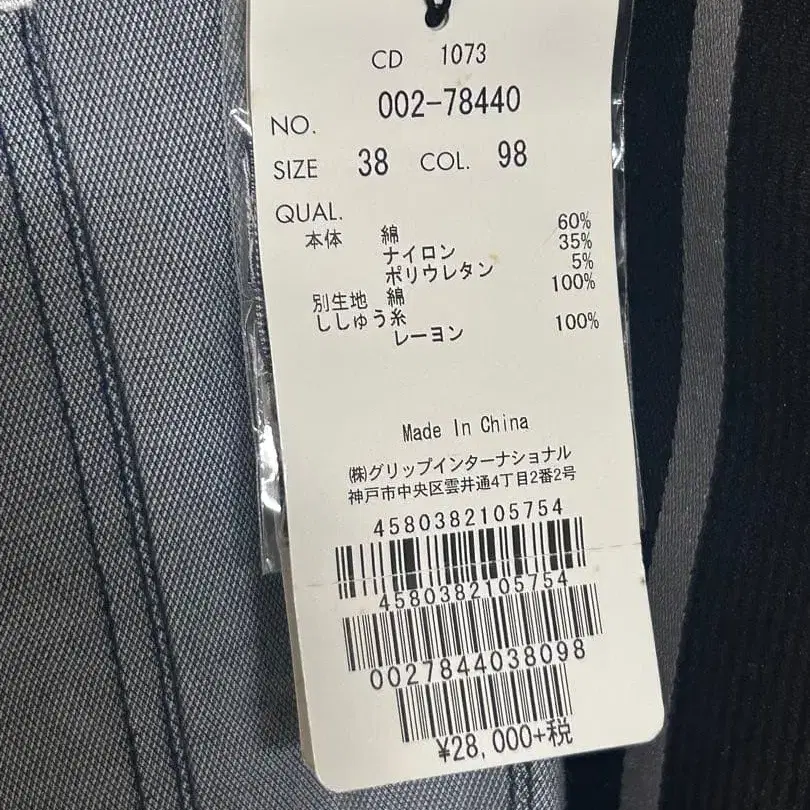 CD 1073
NO. 002-78440
SIZE 38 COL. 98
QUAL.
本体 綿 60%
ナイロン 35%
ポリウレタン 5%
別生地 綿 100%
ししゅう糸
レーヨン 100%
Made In China
㈱グリップインターナショナル
神戸市中央区雲井通4丁目2番2号
4580382105754
4580382105754
0027844038098
¥28,000+税